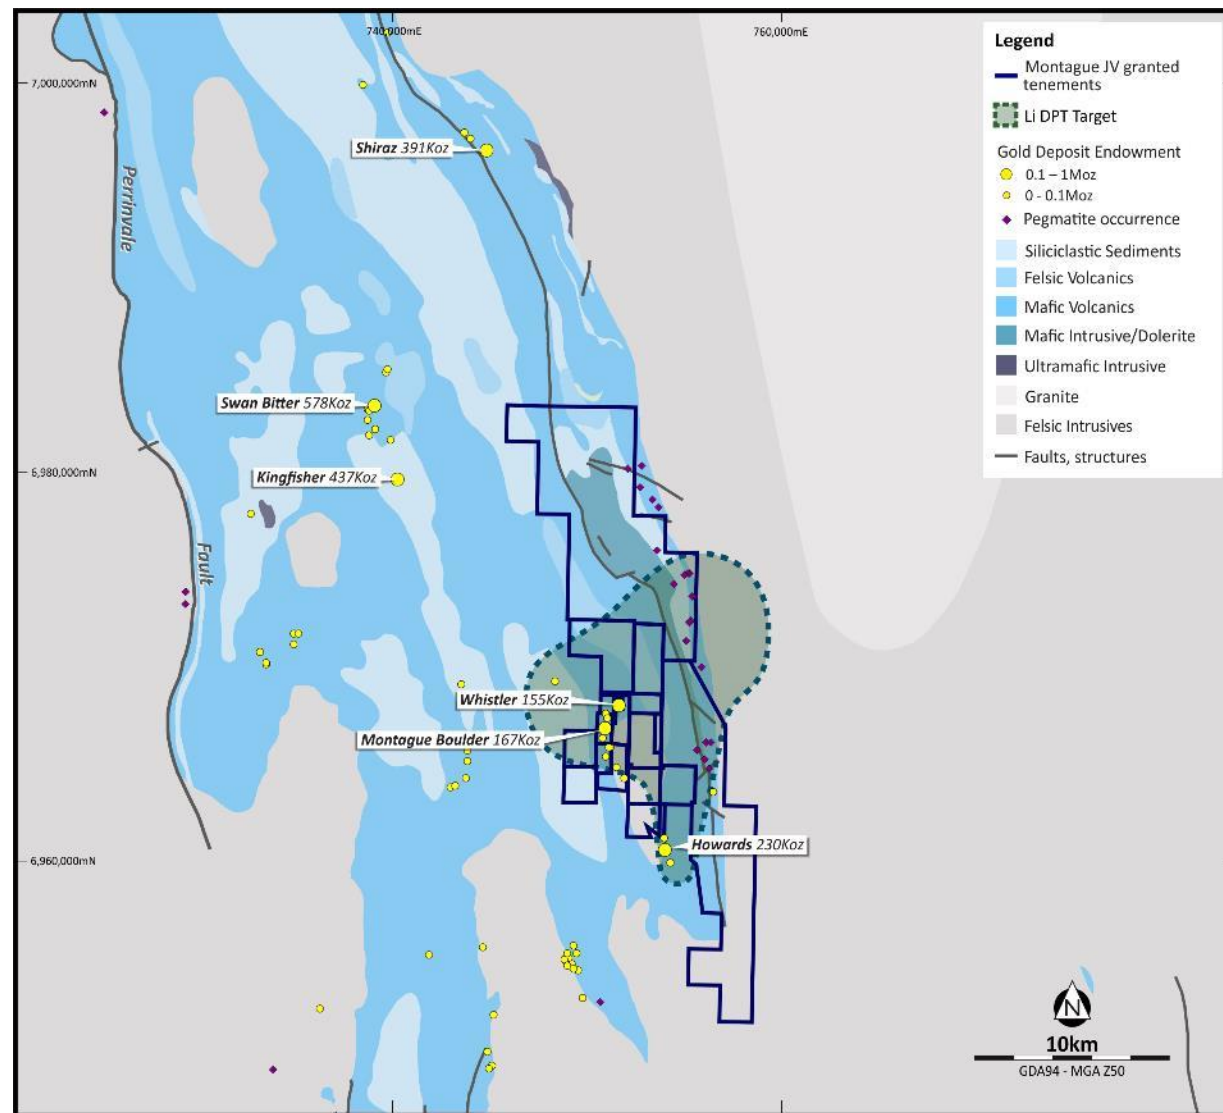 740,000mE
760,000mE
7,000,000mN
6,980,000mN
6,960,000mN
Perrinvale
Fault
Shiraz 391Koz
Swan Bitter 578Koz
Kingfisher 437Koz
Whistler 155Koz
Montague Boulder 167Koz
Howards 230Koz
Legend
Montague JV granted
tenements
Li DPT Target
Gold Deposit Endowment
0.1 – 1Moz
0 - 0.1Moz
Pegmatite occurrence
Siliciclastic Sediments
Felsic Volcanics
Mafic Volcanics
Mafic Intrusive/Dolerite
Ultramafic Intrusive
Granite
Felsic Intrusives
Faults, structures
N
10km
GDA94 - MGA Z50